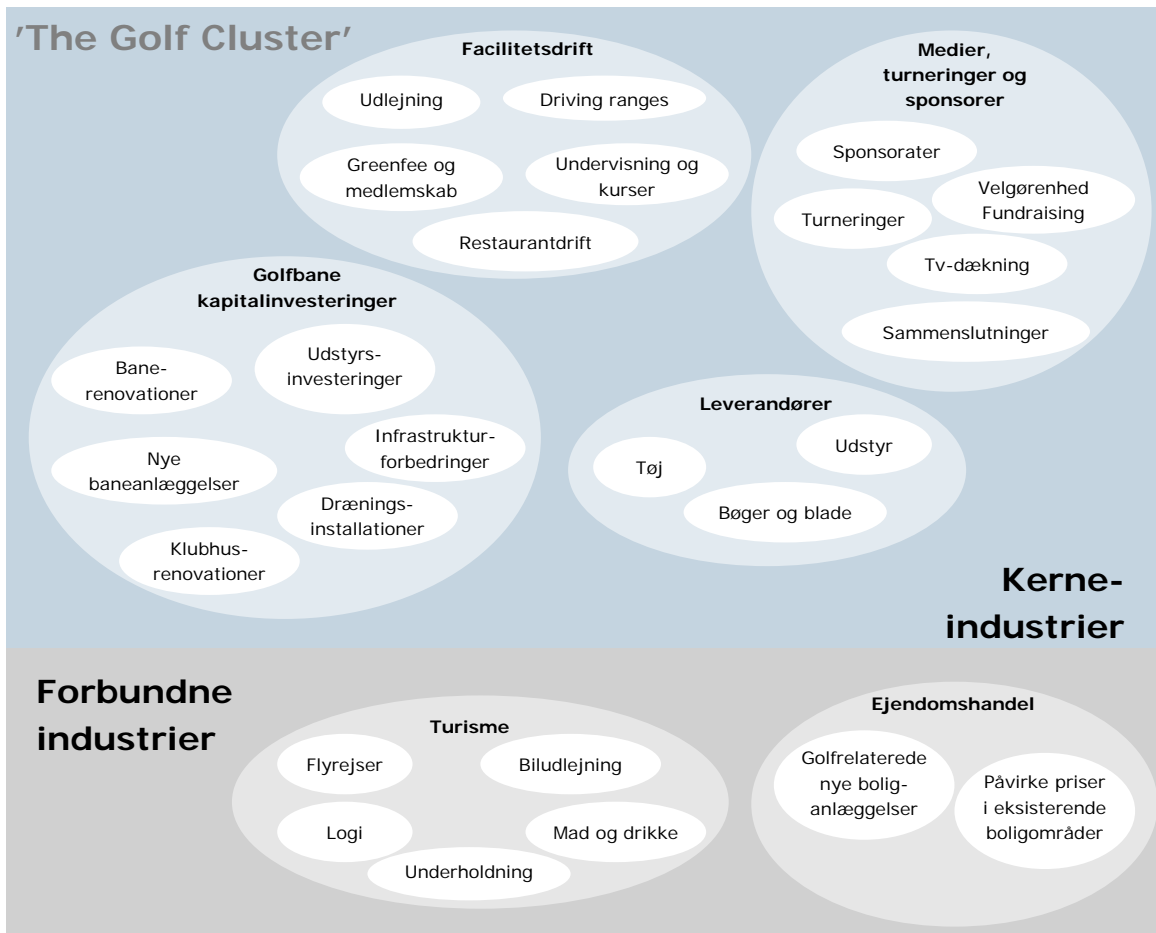 'The Golf Cluster'
Facilitetsdrift
Udlejning
Driving ranges
Greenfee og
medlemskab
Undervisning og
kurser
Restaurantdrift
Medier,
turneringer og
sponsorer
Sponsorater
Velgørenhed
Fundraising
Turneringer
Tv-dækning
Sammenslutninger
Golfbane
kapitalinvesteringer
Bane-
renovationer
Udstyrs-
investeringer
Infrastruktur-
forbedringer
Nye
baneanlæggelser
Drænings-
installationer
Klubhus-
renovationer
Leverandører
Udstyr
Tøj
Bøger og blade
Kerne-
industrier
Forbundne
industrier
Turisme
Flyrejser
Biludlejning
Logi
Mad og drikke
Underholdning
Ejendomshandel
Golfrelaterede
nye bolig-
anlæggelser
Påvirke priser
i eksisterende
boligområder